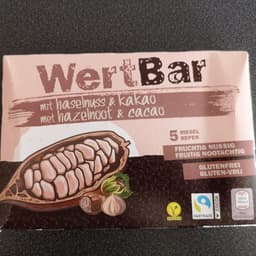 WertBar
mit haselnuss & kakao
met hazelnoot & cacao
5 RIEGEL
REPEN
FRUCHTIG NUSSIG
FRUITIG NOOTACHTIG
GLUTENFREI
GLUTEN-VRIJ